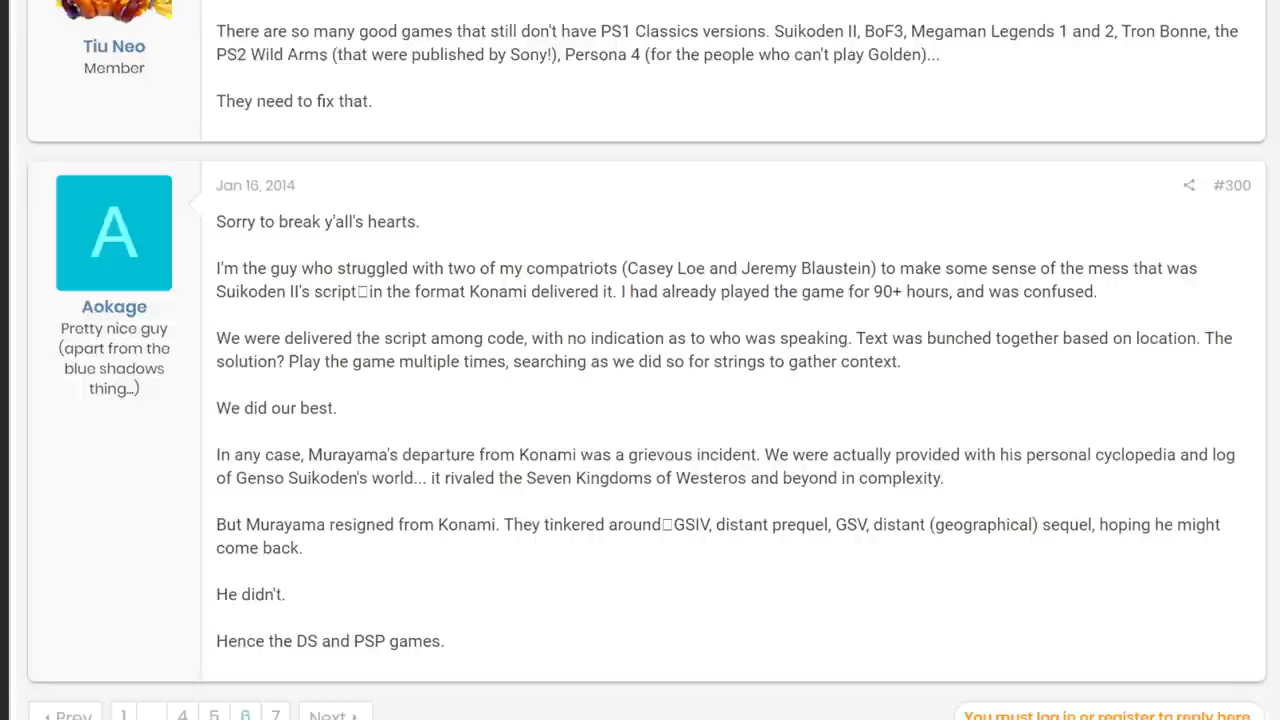 There are so many good games that still don't have PS1 Classics versions. Suikoden II, BoF3, Megaman Legends 1 and 2, Tron Bonne, the
PS2 Wild Arms (that were published by Sony!), Persona 4 (for the people who can't play Golden)...
They need to fix that.
Tiu Neo
Member
Jan 16, 2014
#300
A
Aokage
Pretty nice guy
(apart from the
blue shadows
thing...)
Sorry to break y'all's hearts.
I'm the guy who struggled with two of my compatriots (Casey Loe and Jeremy Blaustein) to make some sense of the mess that was
Suikoden II's script□in the format Konami delivered it. I had already played the game for 90+ hours, and was confused.
We were delivered the script among code, with no indication as to who was speaking. Text was bunched together based on location. The
solution? Play the game multiple times, searching as we did so for strings to gather context.
We did our best.
In any case, Murayama's departure from Konami was a grievous incident. We were actually provided with his personal cyclopedia and log
of Genso Suikoden's world... it rivaled the Seven Kingdoms of Westeros and beyond in complexity.
But Murayama resigned from Konami. They tinkered around□GSIV, distant prequel, GSV, distant (geographical) sequel, hoping he might
come back.
He didn't.
Hence the DS and PSP games.
Prev 1 ... 4 5 6 7 Next
You must log in or register to reply here.